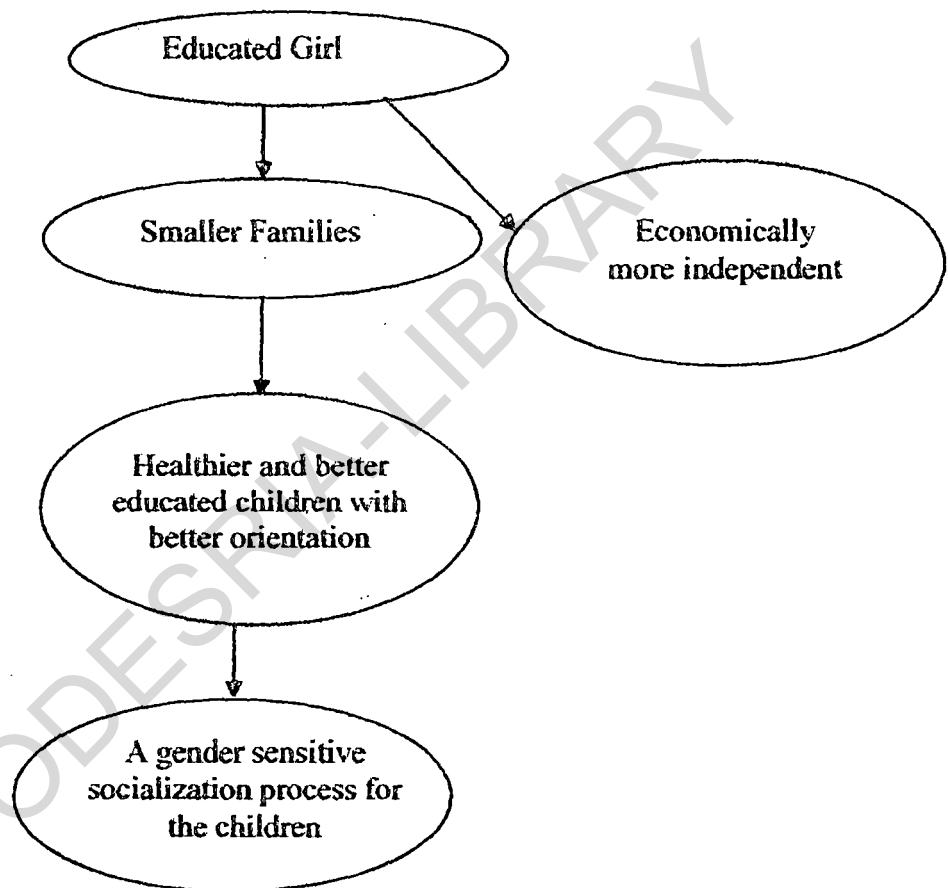 Educated Girl
Smaller Families
Economically
more independent
Healthier and better
educated children with
better orientation
A gender sensitive
socialization process for
the children
ODESRIA-LIBRARY